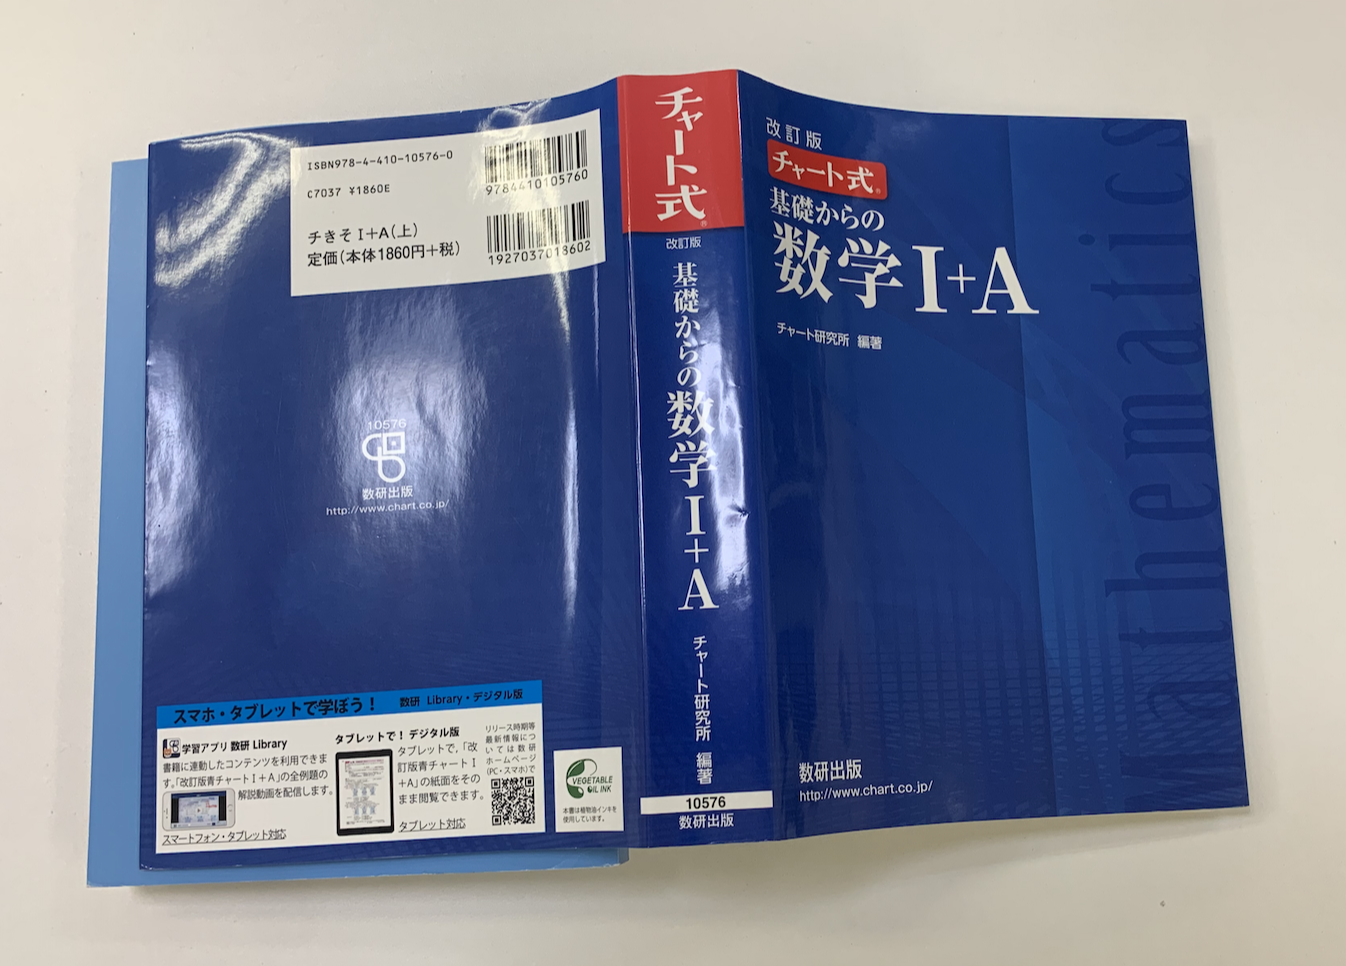 ISBN978-4-410-10576-0
C7037 ¥1860E
チきそ I+A(上)
定価(本体1860円+税)
9784410105760
1927037018602
10576
数研出版
http://www.chart.co.jp/
スマホ・タブレットで学ぼう! 数研 Library・デジタル版
学習アプリ 数研 Library
書籍に連動したコンテンツを利用できま
す。「改訂版青チャートI+A」の全例題の
解説動画を配信します。
スマートフォン・タブレット対応
タブレットで! デジタル版
タブレットで,「改
訂版青チャートI
+A」の紙面をその
まま閲覧できます。
タブレット対応
リリース時期等
最新情報につ
いては数研
ホームページ
(PC・スマホ)で
VEGETABLE
OIL INK
本書は植物油インキを
使用しています。
チャート式®
改訂版
基礎からの数学I+A
チャート研究所 編著
10576
数研出版
改訂版
チャート式®
基礎からの
数学I+A
チャート研究所 編著
mathematics
数研出版
http://www.chart.co.jp/